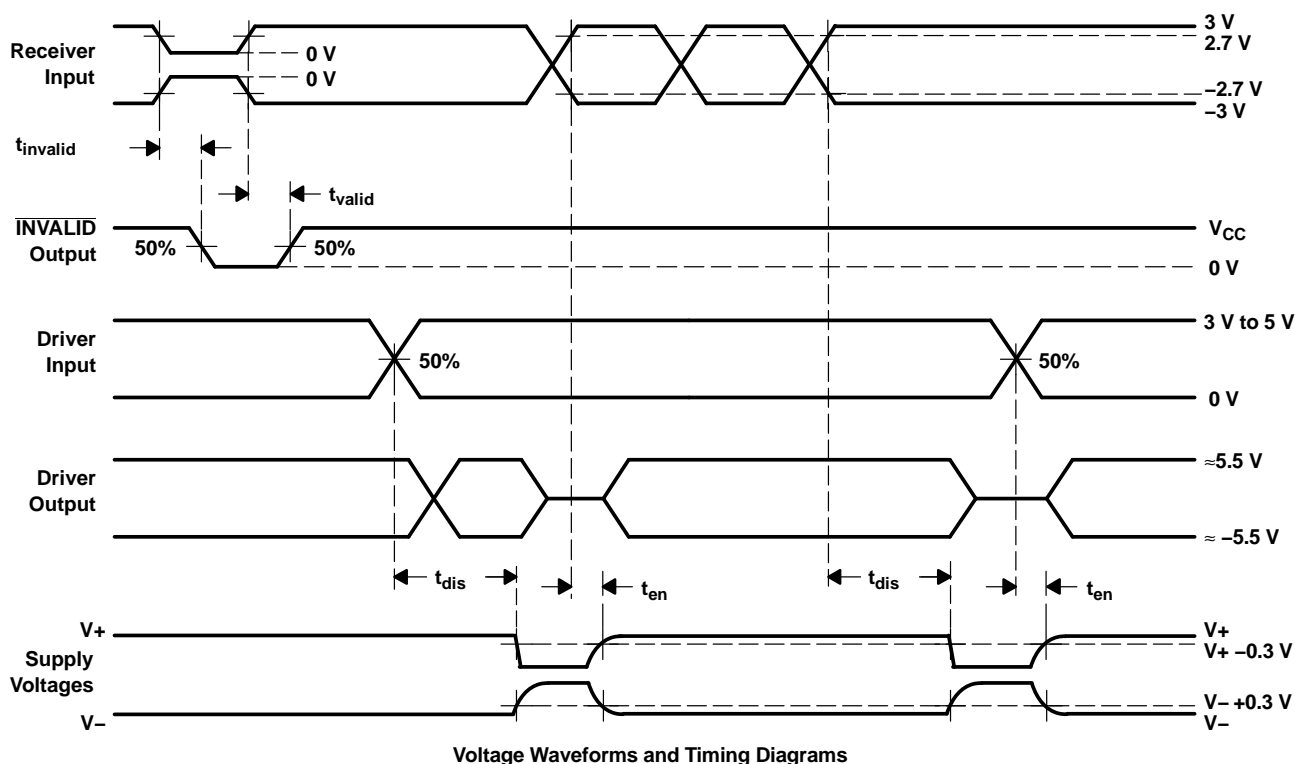 Receiver
Input
3 V
2.7 V
0 V
0 V
−2.7 V
−3 V
tinvalid
tvalid
INVALID
Output
50%
50%
VCC
0 V
Driver
Input
50%
50%
3 V to 5 V
0 V
Driver
Output
≈5.5 V
≈ −5.5 V
tdis
ten
tdis
ten
V+
Supply
Voltages
V−
V+
V+ −0.3 V
V− +0.3 V
V−
Voltage Waveforms and Timing Diagrams